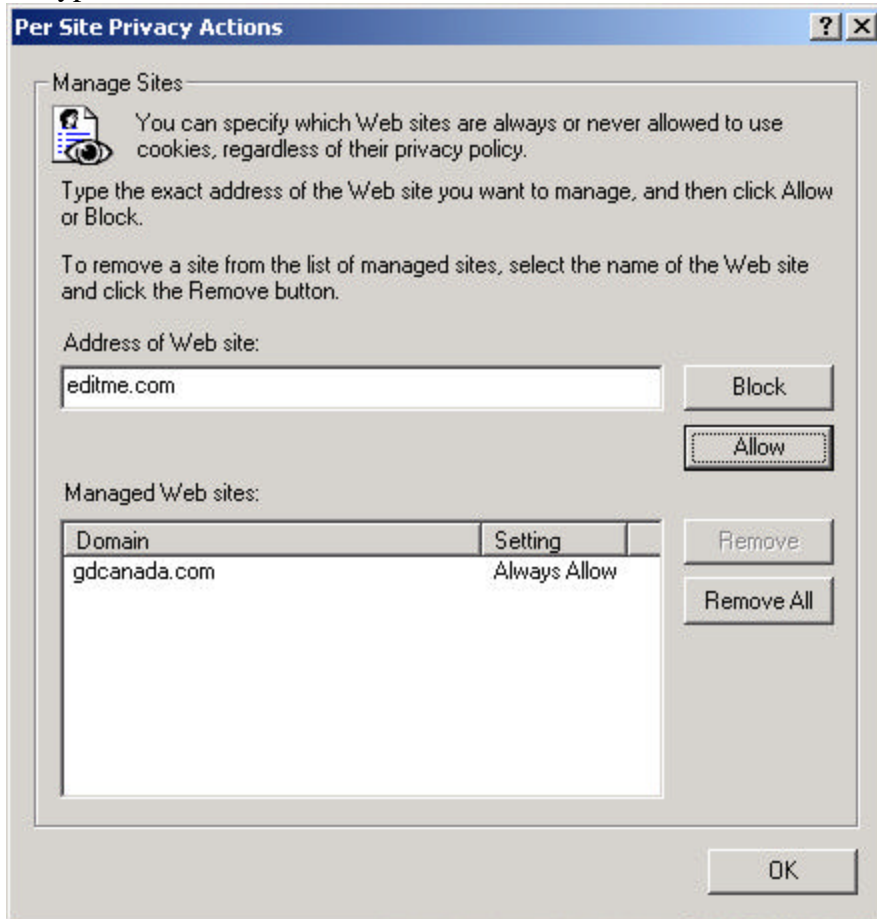 Per Site Privacy Actions
Manage Sites
You can specify which Web sites are always or never allowed to use
cookies, regardless of their privacy policy.
Type the exact address of the Web site you want to manage, and then click Allow
or Block.
To remove a site from the list of managed sites, select the name of the Web site
and click the Remove button.
Address of Web site:
editme.com
Block
Allow
Managed Web sites:
Domain Setting
Remove
gdcanada.com Always Allow
Remove All
OK